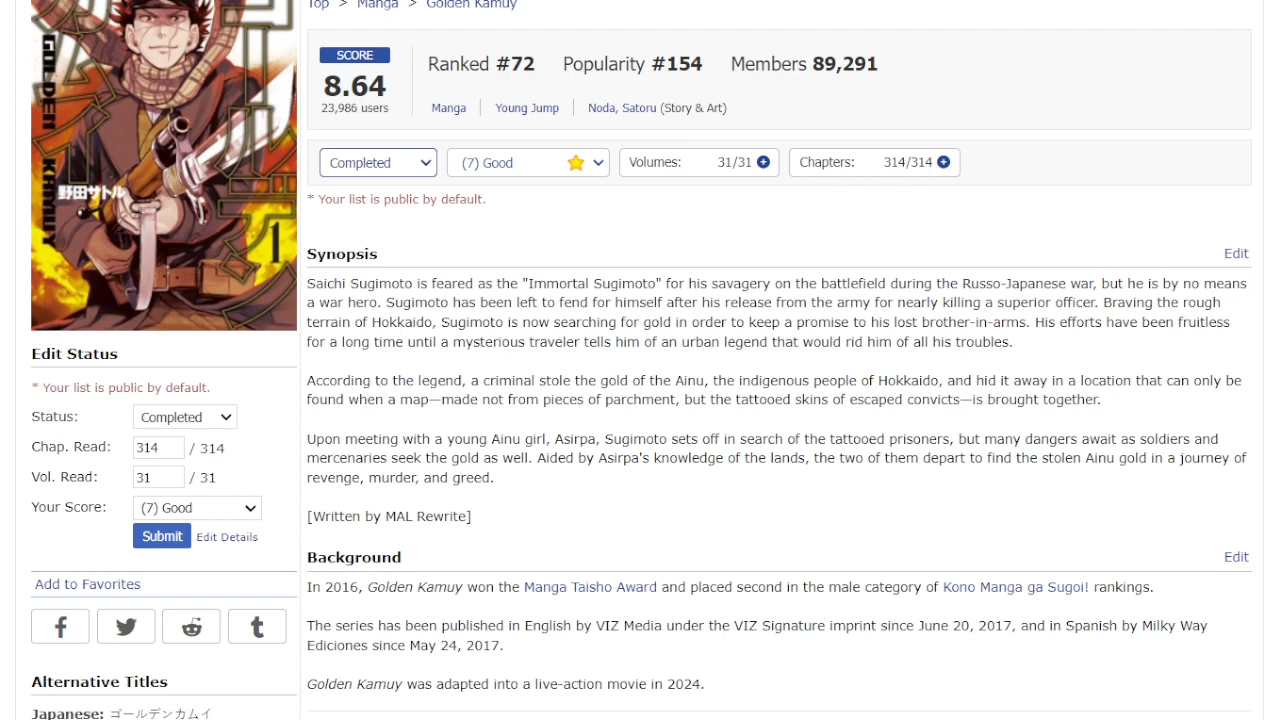 Top > Manga > Golden Kamuy
GOLDEN KAMUY
ゴールデンカムイ
野田サトル
1
SCORE
8.64
23,986 users
Ranked #72 Popularity #154 Members 89,291
Manga Young Jump Noda, Satoru (Story & Art)
Completed (7) Good Volumes: 31/31 Chapters: 314/314
* Your list is public by default.
Synopsis Edit
Saichi Sugimoto is feared as the "Immortal Sugimoto" for his savagery on the battlefield during the Russo-Japanese war, but he is by no means
a war hero. Sugimoto has been left to fend for himself after his release from the army for nearly killing a superior officer. Braving the rough
terrain of Hokkaido, Sugimoto is now searching for gold in order to keep a promise to his lost brother-in-arms. His efforts have been fruitless
for a long time until a mysterious traveler tells him of an urban legend that would rid him of all his troubles.
According to the legend, a criminal stole the gold of the Ainu, the indigenous people of Hokkaido, and hid it away in a location that can only be
found when a map—made not from pieces of parchment, but the tattooed skins of escaped convicts—is brought together.
Upon meeting with a young Ainu girl, Asirpa, Sugimoto sets off in search of the tattooed prisoners, but many dangers await as soldiers and
mercenaries seek the gold as well. Aided by Asirpa's knowledge of the lands, the two of them depart to find the stolen Ainu gold in a journey of
revenge, murder, and greed.
[Written by MAL Rewrite]
Background Edit
In 2016, Golden Kamuy won the Manga Taisho Award and placed second in the male category of Kono Manga ga Sugoi! rankings.
The series has been published in English by VIZ Media under the VIZ Signature imprint since June 20, 2017, and in Spanish by Milky Way
Ediciones since May 24, 2017.
Golden Kamuy was adapted into a live-action movie in 2024.
Edit Status
* Your list is public by default.
Status: Completed
Chap. Read: 314 / 314
Vol. Read: 31 / 31
Your Score: (7) Good
Submit Edit Details
Add to Favorites
Alternative Titles
Japanese: ゴールデンカムイ